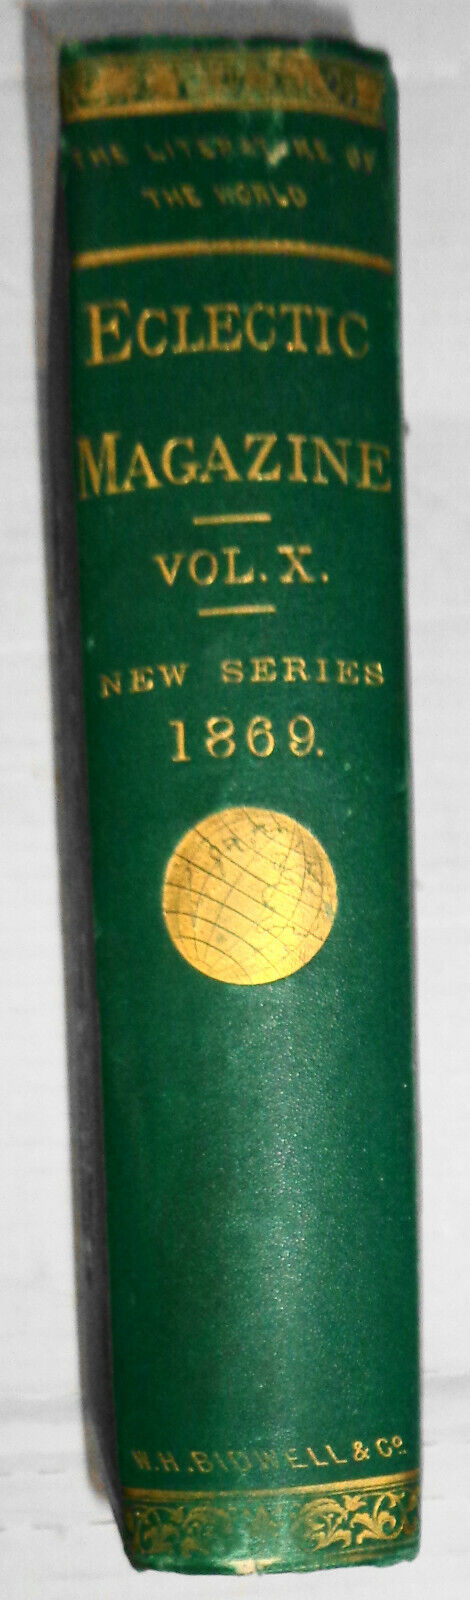 THE LITERATURE OF
THE WORLD
ECLECTIC
MAGAZINE
VOL. X.
NEW SERIES
1869.
W. H. BIDWELL & Co.